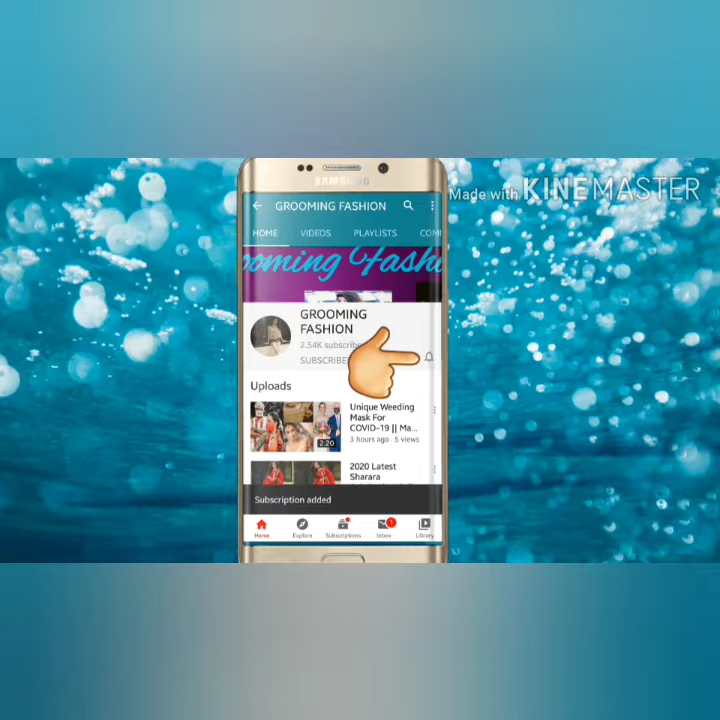 SAMSUNG
Made with KINEMASTER
GROOMING FASHION
HOME VIDEOS PLAYLISTS
GROOMING
FASHION
2.54K
Uploads
Unique Weeding
Mask For
COVID-19 || Ma...
3 hours ago · 5 views
2:20
2020 Latest
Sharara
Subscription added
1
Home Explore Subscriptions Inbox Library